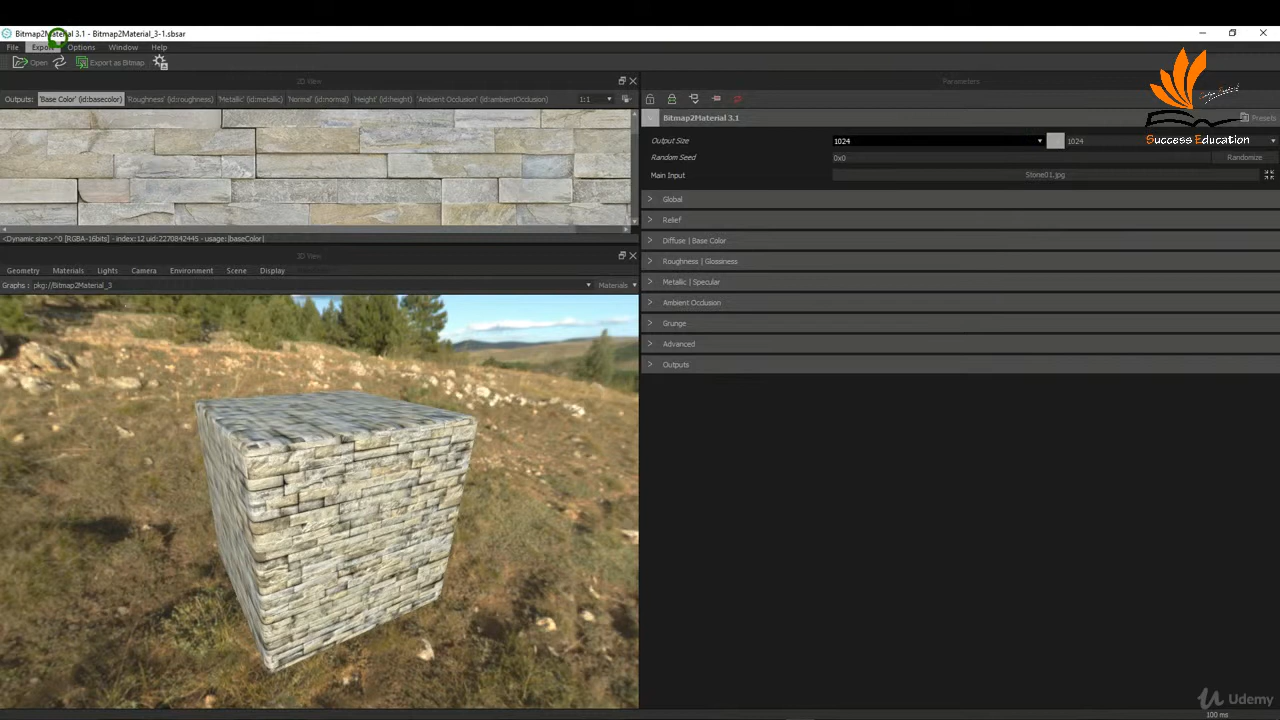 Bitmap2Material 3.1 - Bitmap2Material_3-1.sbsar
File Export Options Window Help
Open Export as Bitmap
2D View
Outputs: 'Base Color' (id:basecolor) 'Roughness' (id:roughness) 'Metallic' (id:metallic) 'Normal' (id:normal) 'Height' (id:height) 'Ambient Occlusion' (id:ambientOcclusion) 1:1
<Dynamic size>^0 [RGBA-16bits] - index:12 uid:2270842445 - usage: |baseColor|
3D View
Geometry Materials Lights Camera Environment Scene Display
Graphs : pkg://Bitmap2Material_3 Materials :
Parameters
Bitmap2Material 3.1 Presets
Output Size 1024 1024
Random Seed 0x0 Randomize
Main Input Stone01.jpg
Global
Relief
Diffuse | Base Color
Roughness | Glossiness
Metallic | Specular
Ambient Occlusion
Grunge
Advanced
Outputs
Success Education
Udemy
100 ms